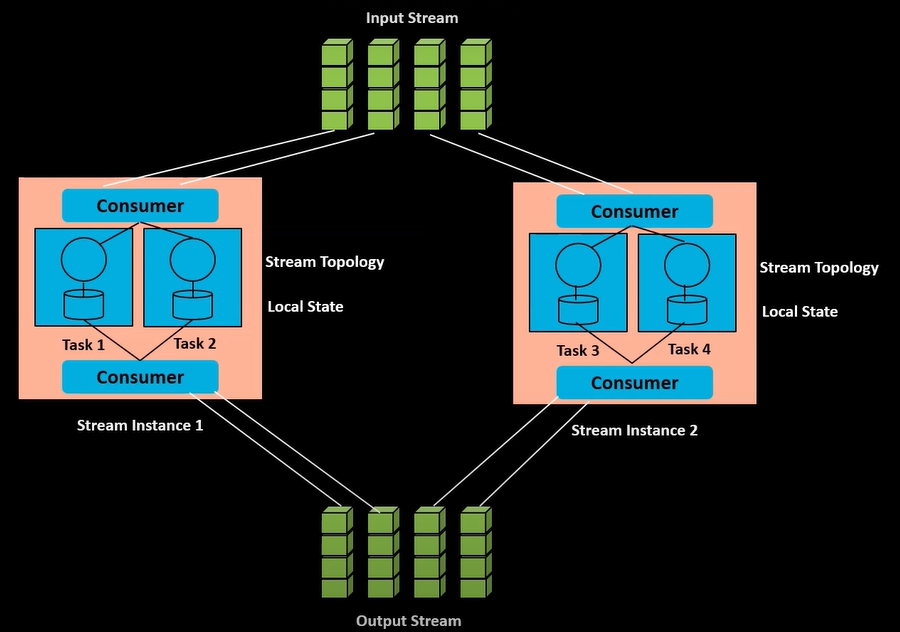 Input Stream
Consumer
Stream Topology
Local State
Task 1
Task 2
Consumer
Stream Instance 1
Consumer
Stream Topology
Local State
Task 3
Task 4
Consumer
Stream Instance 2
Output Stream